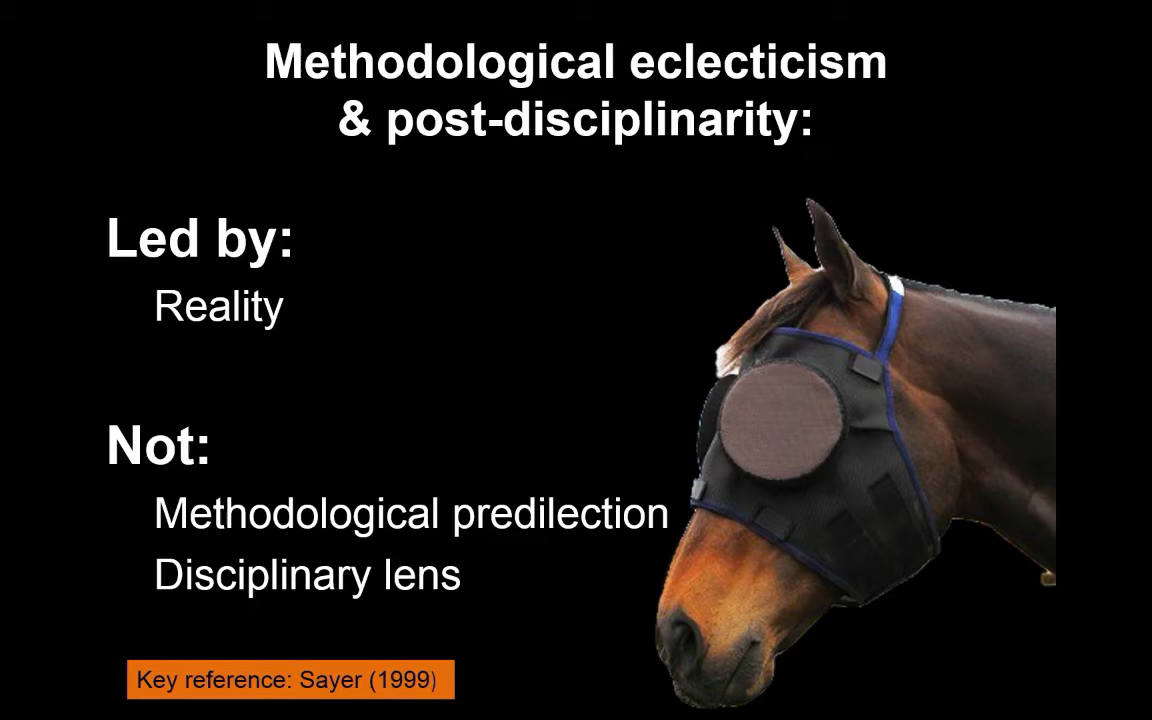 Methodological eclecticism
& post-disciplinarity:
Led by:
Reality
Not:
Methodological predilection
Disciplinary lens
Key reference: Sayer (1999)